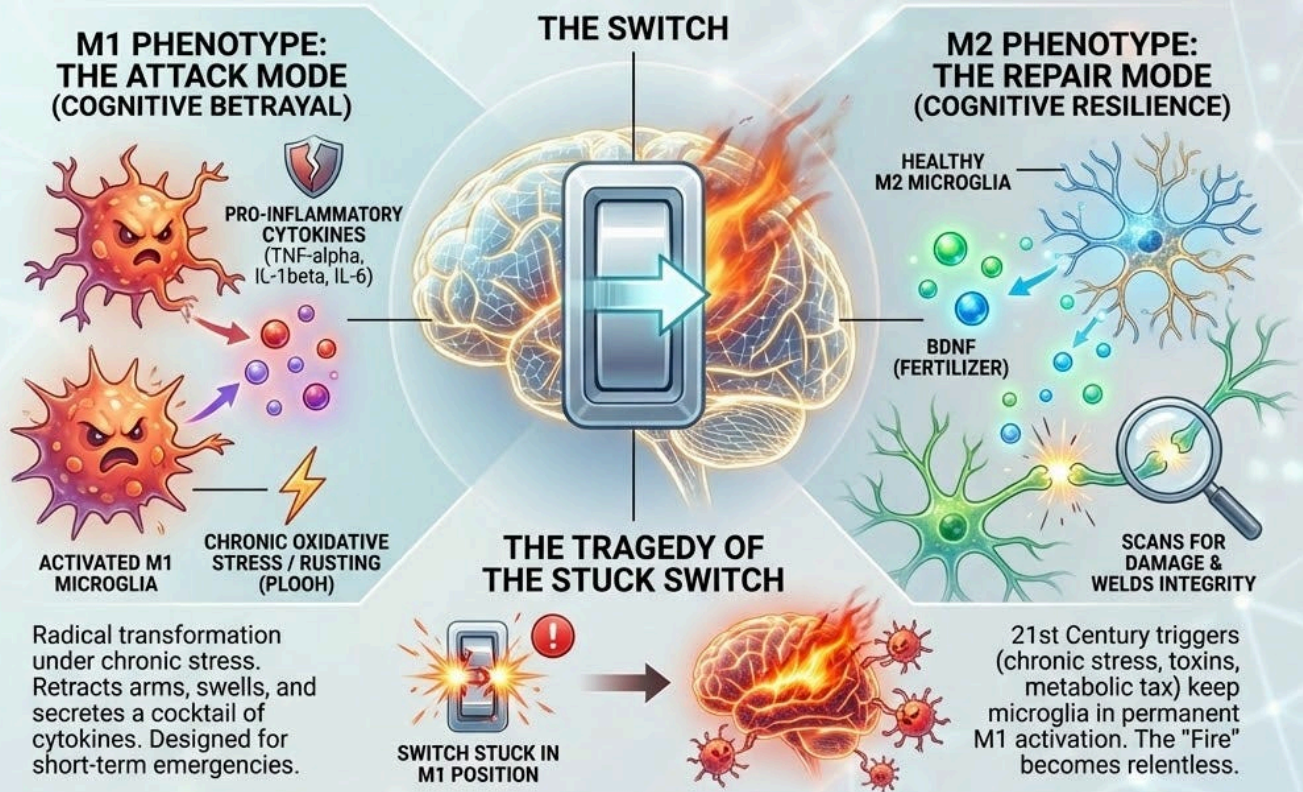 M1 PHENOTYPE:
THE ATTACK MODE
(COGNITIVE BETRAYAL)
PRO-INFLAMMATORY
CYTOKINES
(TNF-alpha,
IL-1beta, IL-6)
ACTIVATED M1
MICROGLIA
CHRONIC OXIDATIVE
STRESS / RUSTING
(PLOOH)
THE SWITCH
M2 PHENOTYPE:
THE REPAIR MODE
(COGNITIVE RESILIENCE)
HEALTHY
M2 MICROGLIA
BDNF
(FERTILIZER)
SCANS FOR
DAMAGE &
WELDS INTEGRITY
THE TRAGEDY OF
THE STUCK SWITCH
Radical transformation
under chronic stress.
Retracts arms, swells, and
secretes a cocktail of
cytokines. Designed for
short-term emergencies.
!
SWITCH STUCK IN
M1 POSITION
21st Century triggers
(chronic stress, toxins,
metabolic tax) keep
microglia in permanent
M1 activation. The "Fire"
becomes relentless.